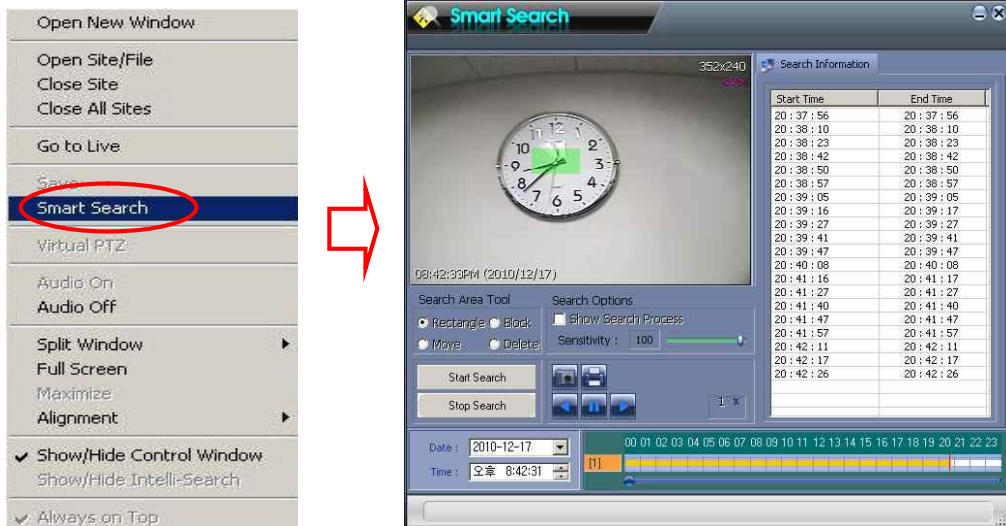 Open New Window
Open Site/File
Close Site
Close All Sites
Go to Live
Save
Smart Search
Virtual PTZ
Audio On
Audio Off
Split Window
Full Screen
Maximize
Alignment
Show/Hide Control Window
Show/Hide Intelli-Search
Always on Top
Smart Search
352x240
12
1
10
2
9
3
8
4
7
6
5
08:42:33PM (2010/12/17)
Search Area Tool
Rectangle
Block
Move
Delete
Search Options
Show Search Process
Sensitivity : 100
Start Search
Stop Search
1 x
Search Information
Start Time End Time
20 : 37 : 56 20 : 37 : 56
20 : 38 : 10 20 : 38 : 10
20 : 38 : 23 20 : 38 : 23
20 : 38 : 42 20 : 38 : 42
20 : 38 : 50 20 : 38 : 50
20 : 38 : 57 20 : 38 : 57
20 : 39 : 05 20 : 39 : 05
20 : 39 : 16 20 : 39 : 17
20 : 39 : 27 20 : 39 : 27
20 : 39 : 41 20 : 39 : 41
20 : 39 : 47 20 : 39 : 47
20 : 40 : 08 20 : 40 : 08
20 : 41 : 16 20 : 41 : 17
20 : 41 : 27 20 : 41 : 27
20 : 41 : 40 20 : 41 : 40
20 : 41 : 47 20 : 41 : 47
20 : 41 : 57 20 : 41 : 57
20 : 42 : 11 20 : 42 : 11
20 : 42 : 17 20 : 42 : 17
20 : 42 : 26 20 : 42 : 26
Date : 2010-12-17
Time : 오후 8:42:31
00 01 02 03 04 05 06 07 08 09 10 11 12 13 14 15 16 17 18 19 20 21 22 23
[1]